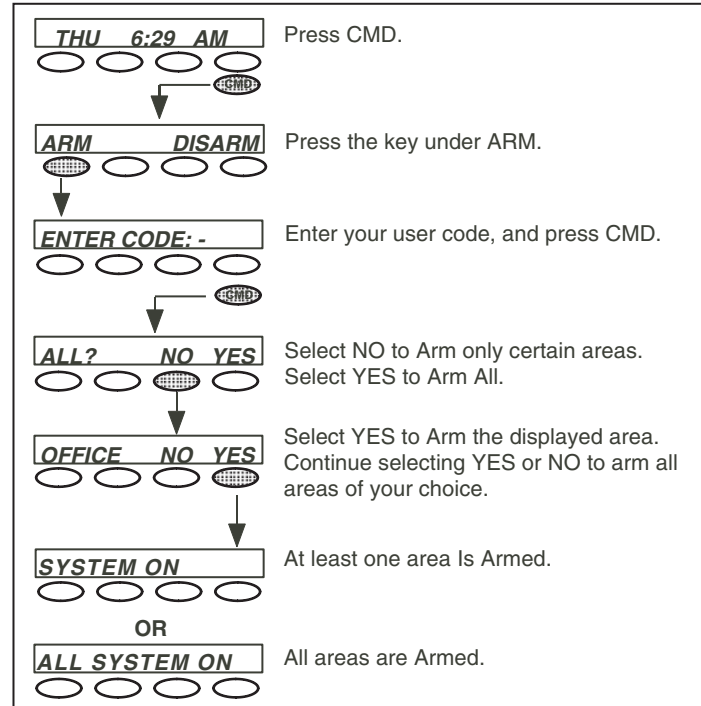 THU 6:29 AM Press CMD.
CMD
ARM DISARM Press the key under ARM.
ENTER CODE: - Enter your user code, and press CMD.
CMD
ALL? NO YES Select NO to Arm only certain areas.
Select YES to Arm All.
OFFICE NO YES Select YES to Arm the displayed area.
Continue selecting YES or NO to arm all
areas of your choice.
SYSTEM ON At least one area Is Armed.
OR
ALL SYSTEM ON All areas are Armed.